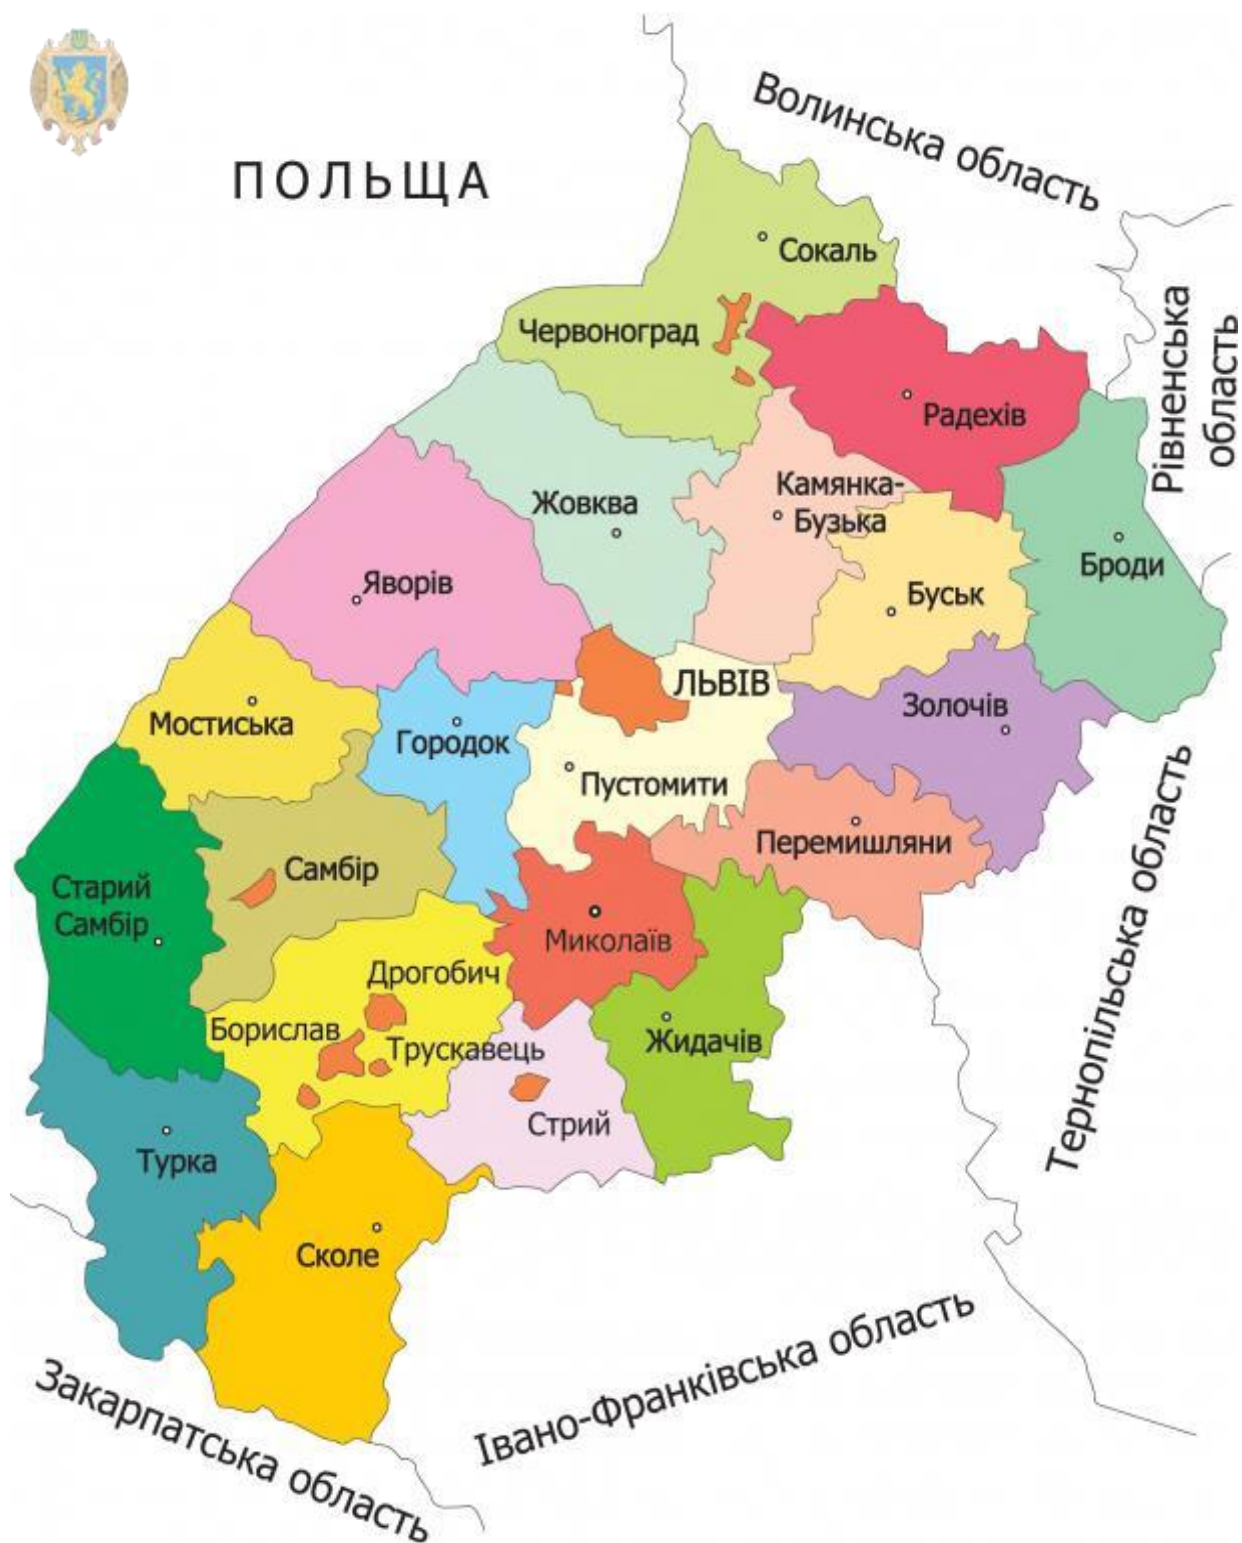 Волинська область
ПОЛЬЩА
Сокаль
Рівненська
область
Червоноград
Радехів
Камянка-
Бузька
Жовква
Броди
Яворів
Буськ
ЛЬВІВ
Золочів
Мостиська
Городок
Пустомити
Перемишляни
Самбір
Старий
Самбір
Миколаїв
Дрогобич
Борислав
Трускавець
Жидачів
Стрий
Тернопільська область
Турка
Сколе
Івано-Франківська область
Закарпатська область